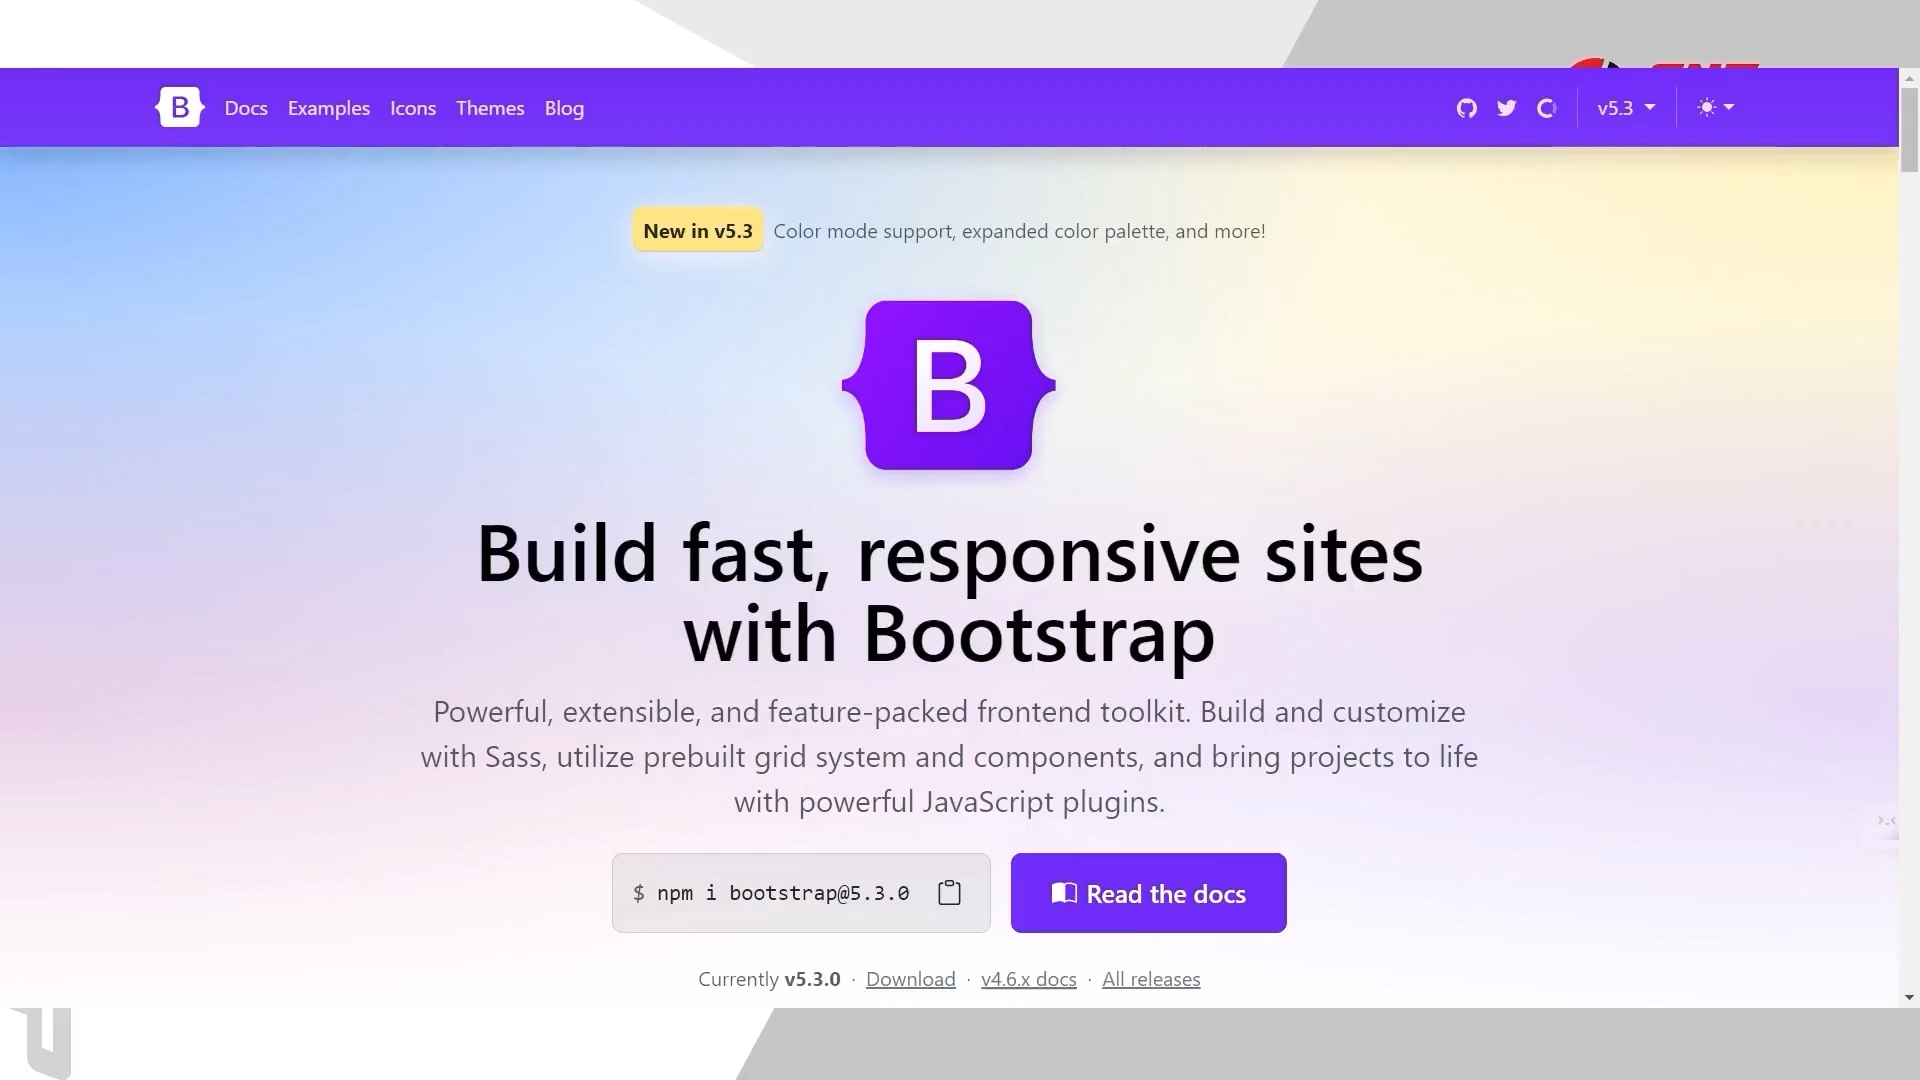 B Docs Examples Icons Themes Blog v5.3
New in v5.3 Color mode support, expanded color palette, and more!
B
Build fast, responsive sites
with Bootstrap
Powerful, extensible, and feature-packed frontend toolkit. Build and customize
with Sass, utilize prebuilt grid system and components, and bring projects to life
with powerful JavaScript plugins.
$ npm i bootstrap@5.3.0 Read the docs
Currently v5.3.0 · Download · v4.6.x docs · All releases